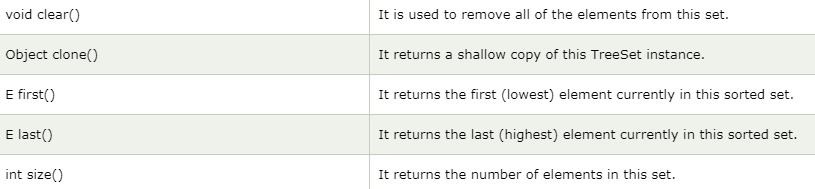 void clear() It is used to remove all of the elements from this set.
Object clone() It returns a shallow copy of this TreeSet instance.
E first() It returns the first (lowest) element currently in this sorted set.
E last() It returns the last (highest) element currently in this sorted set.
int size() It returns the number of elements in this set.